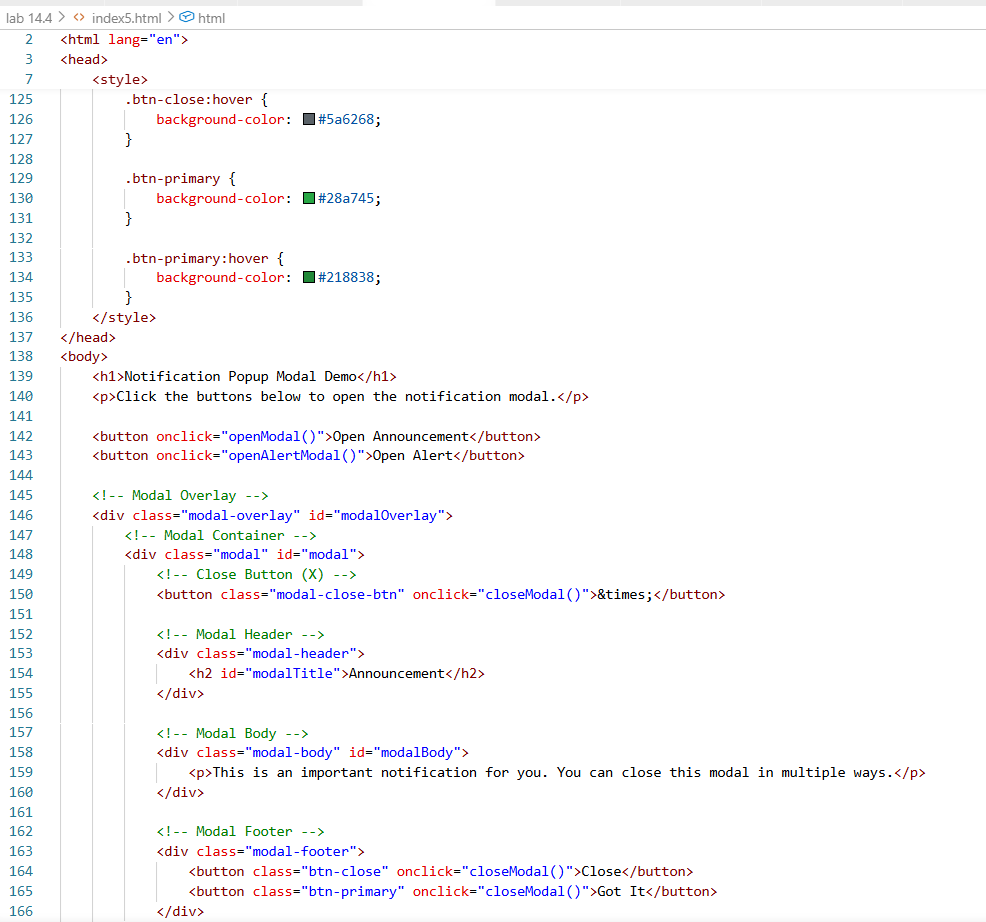 lab 14.4 > <> index5.html > html
2 <html lang="en">
3 <head>
7     <style>
125         .btn-close:hover {
126             background-color: #5a6268;
127         }
128
129         .btn-primary {
130             background-color: #28a745;
131         }
132
133         .btn-primary:hover {
134             background-color: #218838;
135         }
136     </style>
137 </head>
138 <body>
139     <h1>Notification Popup Modal Demo</h1>
140     <p>Click the buttons below to open the notification modal.</p>
141
142     <button onclick="openModal()">Open Announcement</button>
143     <button onclick="openAlertModal()">Open Alert</button>
144
145     <!-- Modal Overlay -->
146     <div class="modal-overlay" id="modalOverlay">
147         <!-- Modal Container -->
148         <div class="modal" id="modal">
149             <!-- Close Button (X) -->
150             <button class="modal-close-btn" onclick="closeModal()">&times;</button>
151
152             <!-- Modal Header -->
153             <div class="modal-header">
154                 <h2 id="modalTitle">Announcement</h2>
155             </div>
156
157             <!-- Modal Body -->
158             <div class="modal-body" id="modalBody">
159                 <p>This is an important notification for you. You can close this modal in multiple ways.</p>
160             </div>
161
162             <!-- Modal Footer -->
163             <div class="modal-footer">
164                 <button class="btn-close" onclick="closeModal()">Close</button>
165                 <button class="btn-primary" onclick="closeModal()">Got It</button>
166             </div>